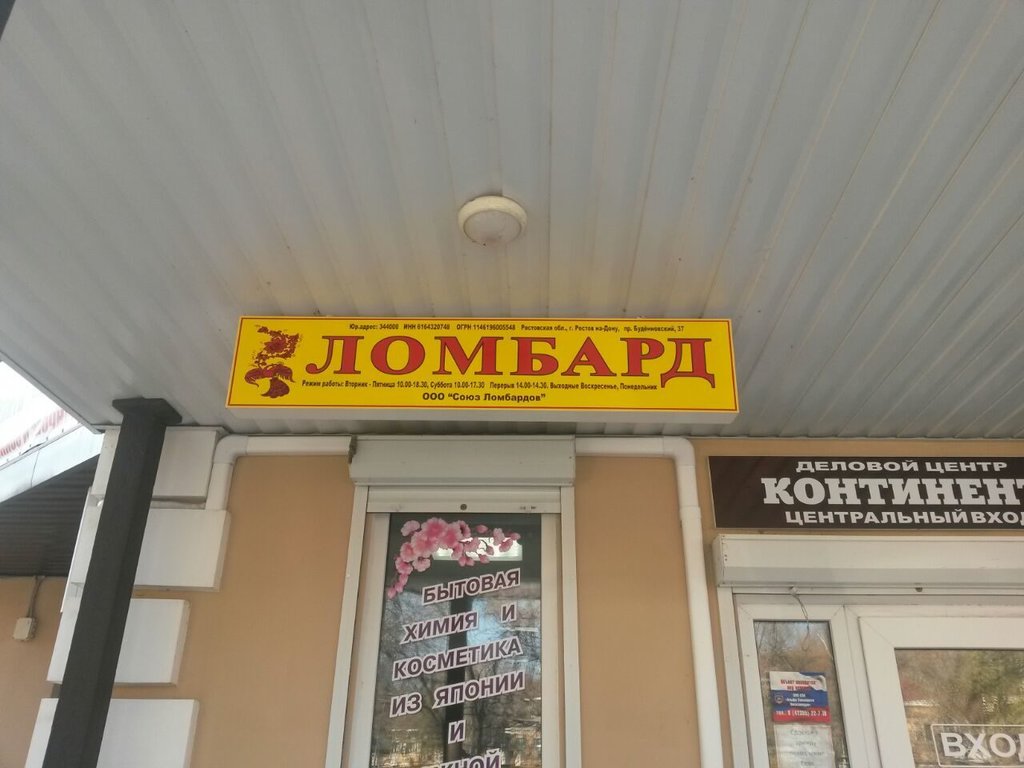 Юр.адрес: 344008 ИНН 6164320748 ОГРН 1146196005548 Ростовская обл., г. Ростов на-Дону, пр. Будённовский, 37
ЛОМБАРД
Режим работы: Вторник - Пятница 10.00-18.30, Суббота 10.00-17.30 Перерыв 14.00-14.30. Выходные Воскресенье, Понедельник
ООО "Союз Ломбардов"
ДЕЛОВОЙ ЦЕНТР
КОНТИНЕНТ
ЦЕНТРАЛЬНЫЙ ВХОД
БЫТОВАЯ
ХИМИЯ И
КОСМЕТИКА
ИЗ ЯПОНИИ
И
ЖНОЙ
ВХО